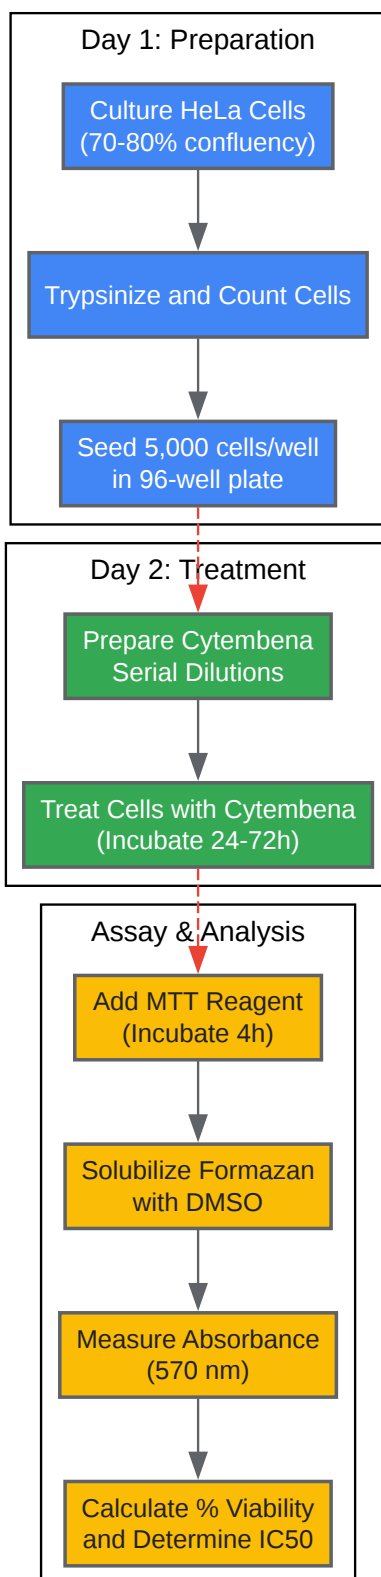 Day 1: Preparation
Culture HeLa Cells
(70-80% confluency)
Trypsinize and Count Cells
Seed 5,000 cells/well
in 96-well plate
Day 2: Treatment
Prepare Cytembena
Serial Dilutions
Treat Cells with Cytembena
(Incubate 24-72h)
Assay & Analysis
Add MTT Reagent
(Incubate 4h)
Solubilize Formazan
with DMSO
Measure Absorbance
(570 nm)
Calculate % Viability
and Determine IC50